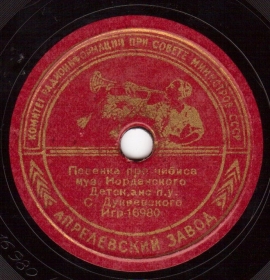 КОМИТЕТ РАДИОИНФОРМАЦИИ ПРИ СОВЕТЕ МИНИСТРОВ СССР
Песенка про чибиса
муз. Иорданского
Детск.анс п.у.
С. Дунаевского
Игр-16980
АПРЕЛЕВСКИЙ ЗАВОД